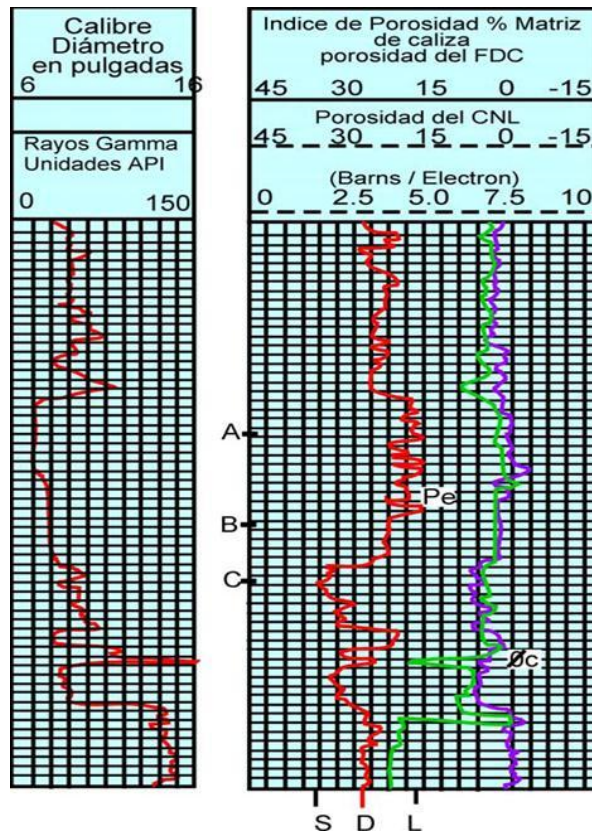 Calibre
Diámetro
en pulgadas
6 16
Rayos Gamma
Unidades API
0 150
Indice de Porosidad % Matriz
de caliza
porosidad del FDC
45 30 15 0 -15
Porosidad del CNL
45 30 15 0 -15
(Barns / Electron)
0 2.5 5.0 7.5 10
A
Pe
B
C
Øc
S D L